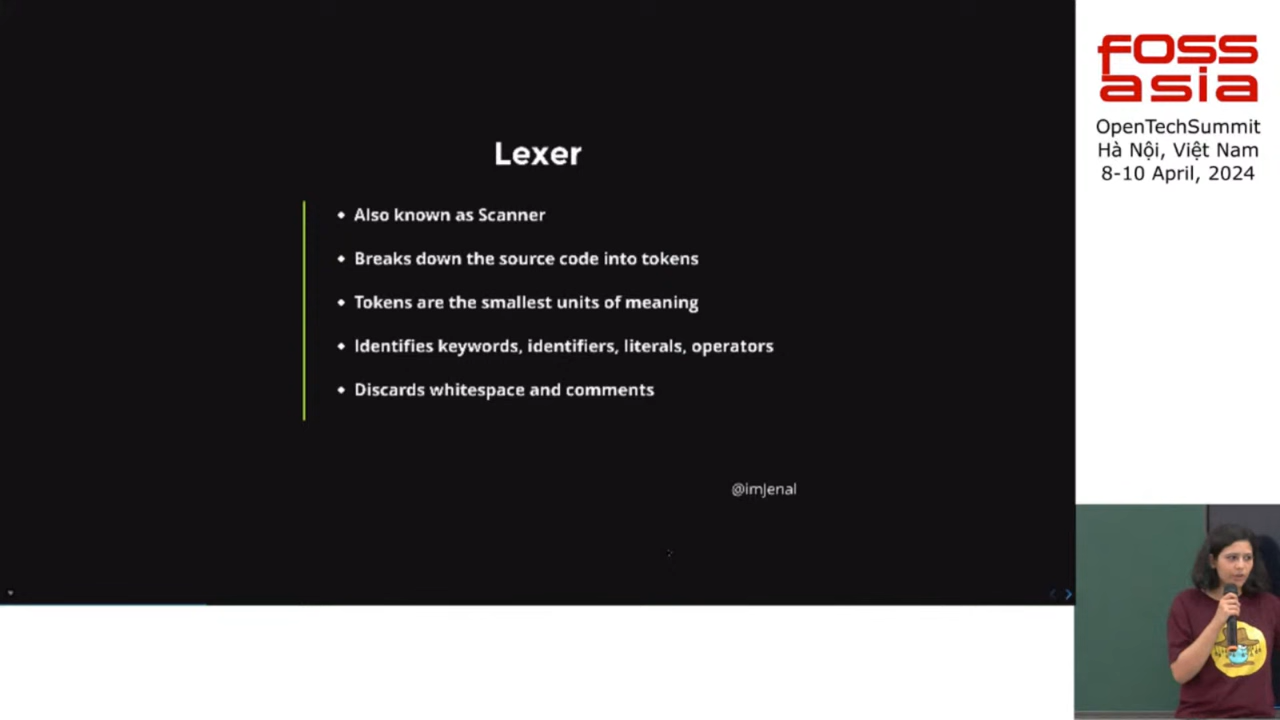 Lexer
Also known as Scanner
Breaks down the source code into tokens
Tokens are the smallest units of meaning
Identifies keywords, identifiers, literals, operators
Discards whitespace and comments
@imJenal
FOSS
asia
OpenTechSummit
Hà Nội, Việt Nam
8-10 April, 2024